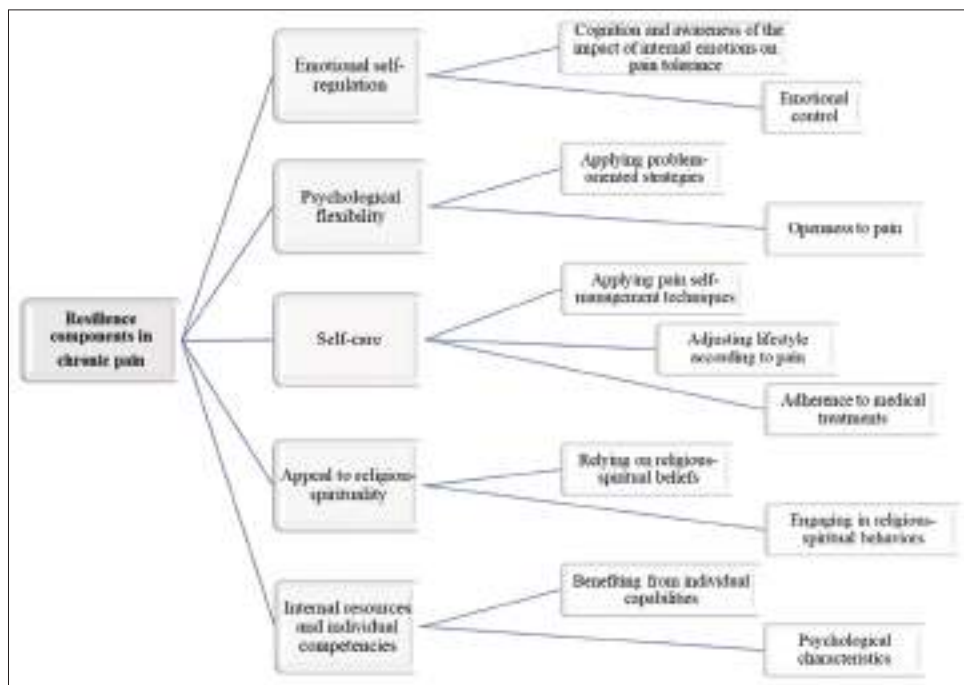 Cognition and awareness of the
impact of internal emotions on
pain tolerance
Emotional self-
regulation
Emotional
control
Applying problem-
oriented strategies
Psychological
flexibility
Openness to pain
Applying pain self-
management techniques
Resilience
components in
chronic pain
Self-care
Adjusting lifestyle
according to pain
Adherence to medical
treatments
Relying on religious-
spiritual beliefs
Appeal to religious-
spirituality
Engaging in religious-
spiritual behaviors
Benefiting from individual
capabilities
Internal resources
and individual
competencies
Psychological
characteristics